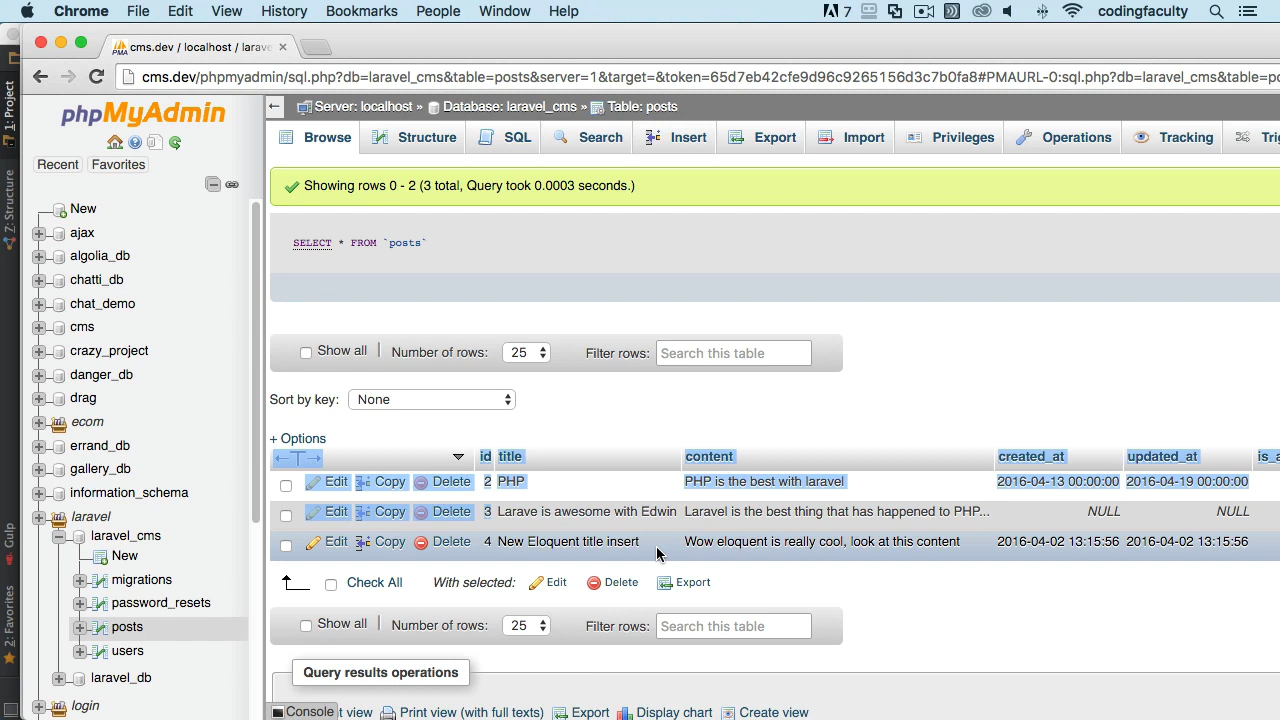 Chrome File Edit View History Bookmarks People Window Help 7 codingfaculty
cms.dev / localhost / larave
cms.dev/phpmyadmin/sql.php?db=laravel_cms&table=posts&server=1&target=&token=65d7eb42cfe9d96c9265156d3c7b0fa8#PMAURL-0:sql.php?db=laravel_cms&table=po
1: Project
Z: Structure
Gulp
2: Favorites
phpMyAdmin
Recent Favorites
New
ajax
algolia_db
chatti_db
chat_demo
cms
crazy_project
danger_db
drag
ecom
errand_db
gallery_db
information_schema
laravel
laravel_cms
New
migrations
password_resets
posts
users
laravel_db
login
Server: localhost » Database: laravel_cms » Table: posts
Browse Structure SQL Search Insert Export Import Privileges Operations Tracking Tri
Showing rows 0 - 2 (3 total, Query took 0.0003 seconds.)
SELECT * FROM `posts`
Show all | Number of rows: 25 Filter rows: Search this table
Sort by key: None
+ Options
←T→ id title content created_at updated_at is_a
Edit Copy Delete 2 PHP PHP is the best with laravel 2016-04-13 00:00:00 2016-04-19 00:00:00
Edit Copy Delete 3 Larave is awesome with Edwin Laravel is the best thing that has happened to PHP... NULL NULL
Edit Copy Delete 4 New Eloquent title insert Wow eloquent is really cool, look at this content 2016-04-02 13:15:56 2016-04-02 13:15:56
Check All With selected: Edit Delete Export
Show all | Number of rows: 25 Filter rows: Search this table
Query results operations
Console t view Print view (with full texts) Export Display chart Create view